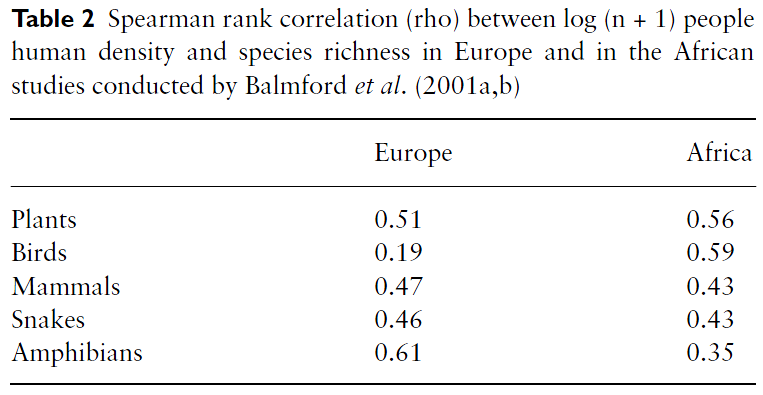 Table 2 Spearman rank correlation (rho) between log (n + 1) people
human density and species richness in Europe and in the African
studies conducted by Balmford et al. (2001a,b)
Europe Africa
Plants 0.51 0.56
Birds 0.19 0.59
Mammals 0.47 0.43
Snakes 0.46 0.43
Amphibians 0.61 0.35